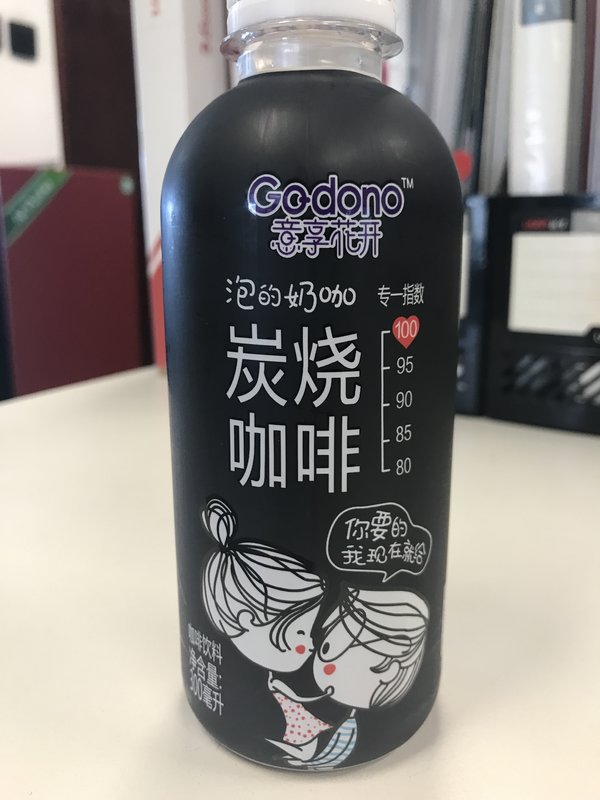 Godono™
意享花开
泡的奶咖
专一指数
炭烧
咖啡
100
95
90
85
80
你要的
我现在就给
咖啡饮料
净含量:
300毫升